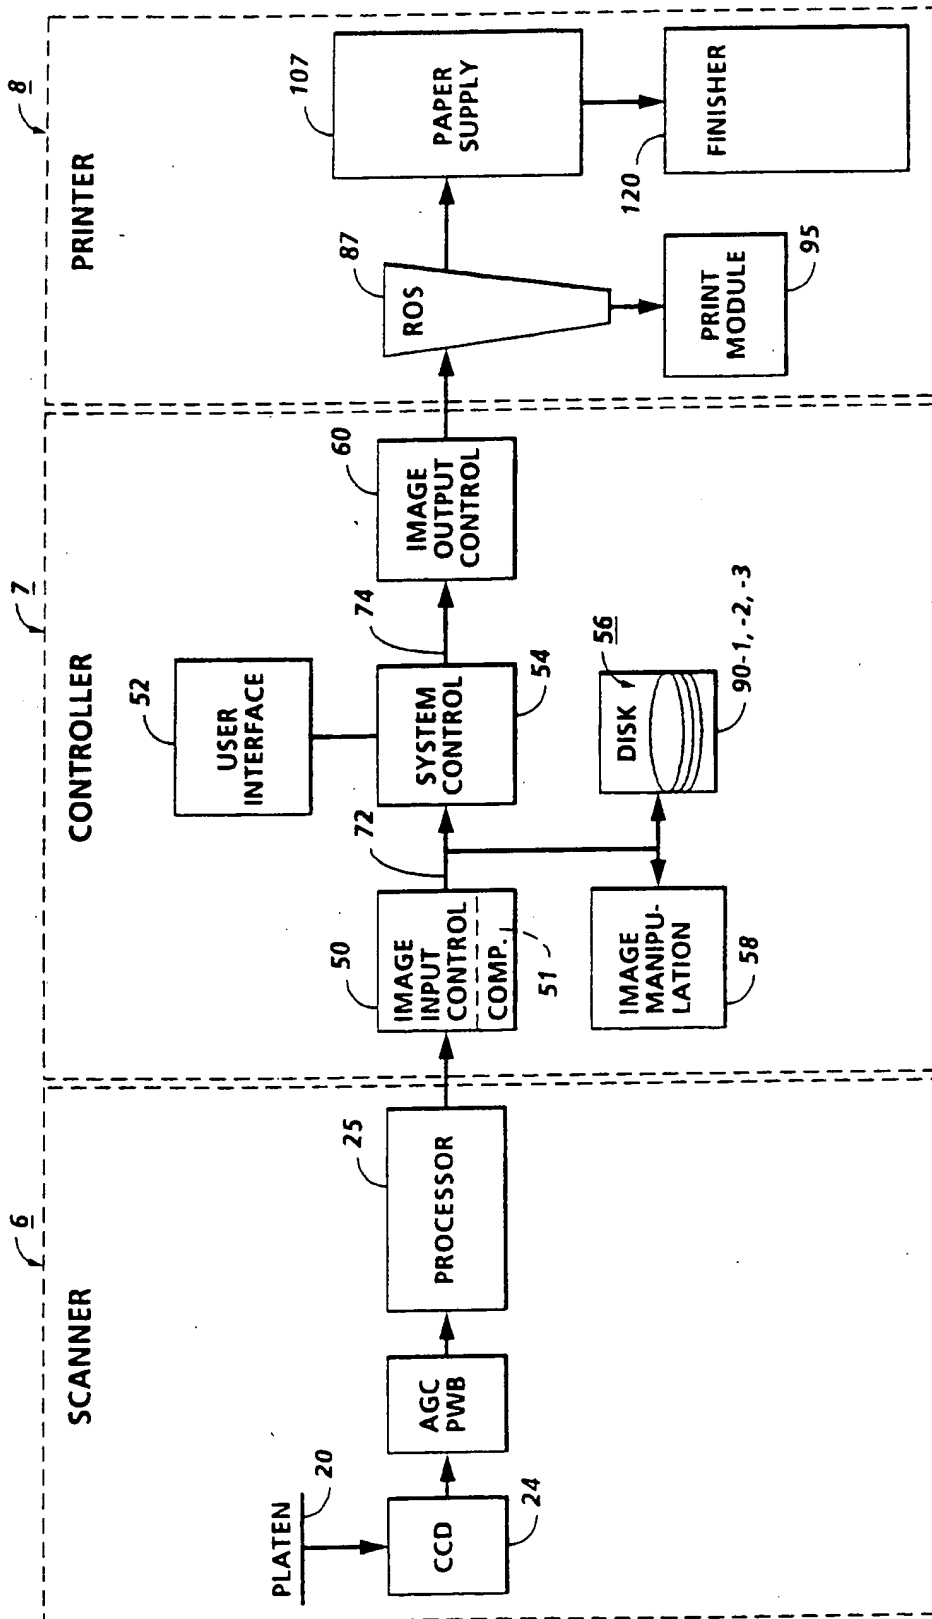 6
SCANNER
PLATEN
20
CCD
24
AGC
PWB
PROCESSOR
25
7
CONTROLLER
IMAGE
INPUT
CONTROL
COMP.
50
51
72
USER
INTERFACE
52
SYSTEM
CONTROL
54
74
IMAGE
OUTPUT
CONTROL
60
IMAGE
MANIPU-
LATION
58
DISK
56
90-1, -2, -3
8
PRINTER
ROS
87
PRINT
MODULE
95
PAPER
SUPPLY
107
FINISHER
120